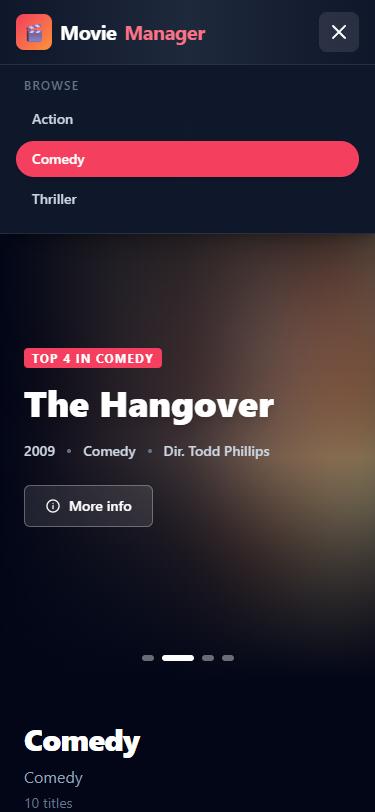 Movie Manager
BROWSE
Action
Comedy
Thriller
TOP 4 IN COMEDY
The Hangover
2009 • Comedy • Dir. Todd Phillips
More info
Comedy
Comedy
10 titles